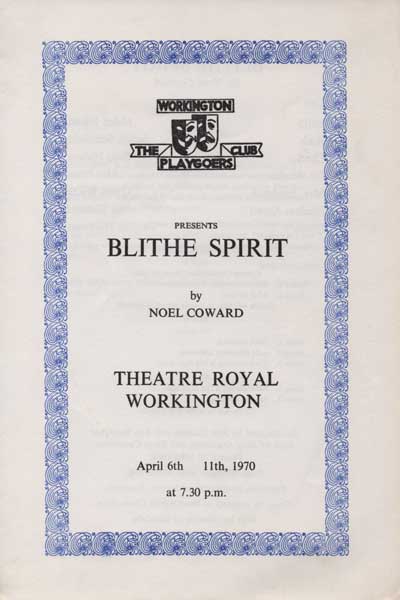 WORKINGTON
THE CLUB
PLAYGOERS
PRESENTS
BLITHE SPIRIT
by
NOEL COWARD
THEATRE ROYAL
WORKINGTON
April 6th 11th, 1970
at 7.30 p.m.